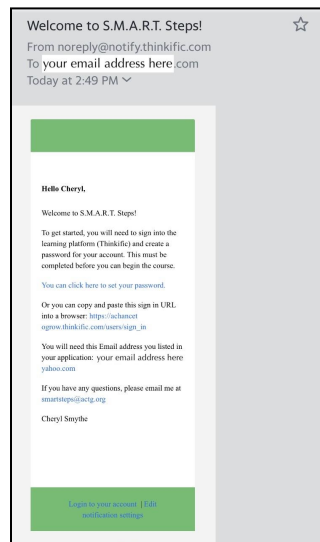 Welcome to S.M.A.R.T. Steps!
From noreply@notify.thinkific.com
To your email address here.com
Today at 2:49 PM
Hello Cheryl,
Welcome to S.M.A.R.T. Steps!
To get started, you will need to sign into the
learning platform (Thinkific) and create a
password for your account. This must be
completed before you can begin the course.
You can click here to set your password.
Or you can copy and paste this sign in URL
into a browser: https://achancet
ogrow.thinkific.com/users/sign_in
You will need this Email address you listed in
your application: your email address here
yahoo.com
If you have any questions, please email me at
smartsteps@actg.org
Cheryl Smythe
Login to your account | Edit
notification settings